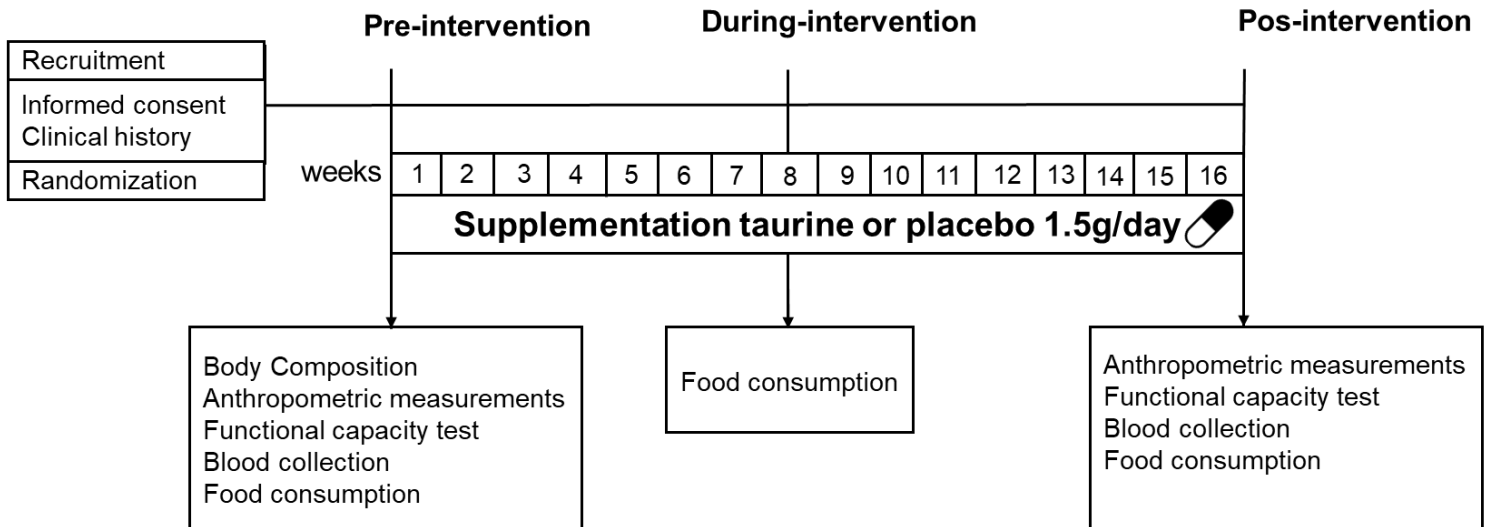 Pre-intervention
During-intervention
Pos-intervention
Recruitment
Informed consent
Clinical history
Randomization
weeks 1 2 3 4 5 6 7 8 9 10 11 12 13 14 15 16
Supplementation taurine or placebo 1.5g/day
Body Composition
Anthropometric measurements
Functional capacity test
Blood collection
Food consumption
Food consumption
Anthropometric measurements
Functional capacity test
Blood collection
Food consumption